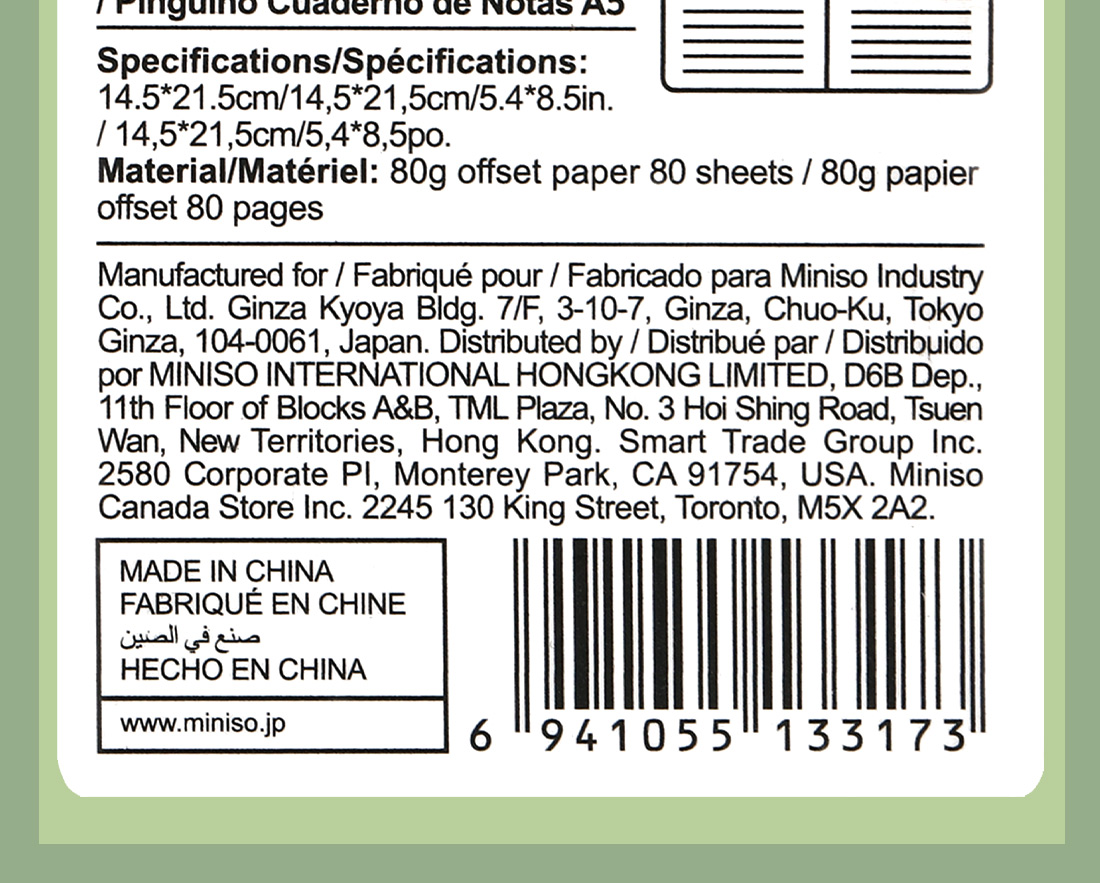 / Pingüino Cuaderno de Notas A5
Specifications/Spécifications:
14.5*21.5cm/14,5*21,5cm/5.4*8.5in.
/ 14,5*21,5cm/5,4*8,5po.
Material/Matériel: 80g offset paper 80 sheets / 80g papier
offset 80 pages
Manufactured for / Fabriqué pour / Fabricado para Miniso Industry
Co., Ltd. Ginza Kyoya Bldg. 7/F, 3-10-7, Ginza, Chuo-Ku, Tokyo
Ginza, 104-0061, Japan. Distributed by / Distribué par / Distribuido
por MINISO INTERNATIONAL HONGKONG LIMITED, D6B Dep.,
11th Floor of Blocks A&B, TML Plaza, No. 3 Hoi Shing Road, Tsuen
Wan, New Territories, Hong Kong. Smart Trade Group Inc.
2580 Corporate Pl, Monterey Park, CA 91754, USA. Miniso
Canada Store Inc. 2245 130 King Street, Toronto, M5X 2A2.
MADE IN CHINA
FABRIQUÉ EN CHINE
صنع في الصين
HECHO EN CHINA
www.miniso.jp
6 941055 133173